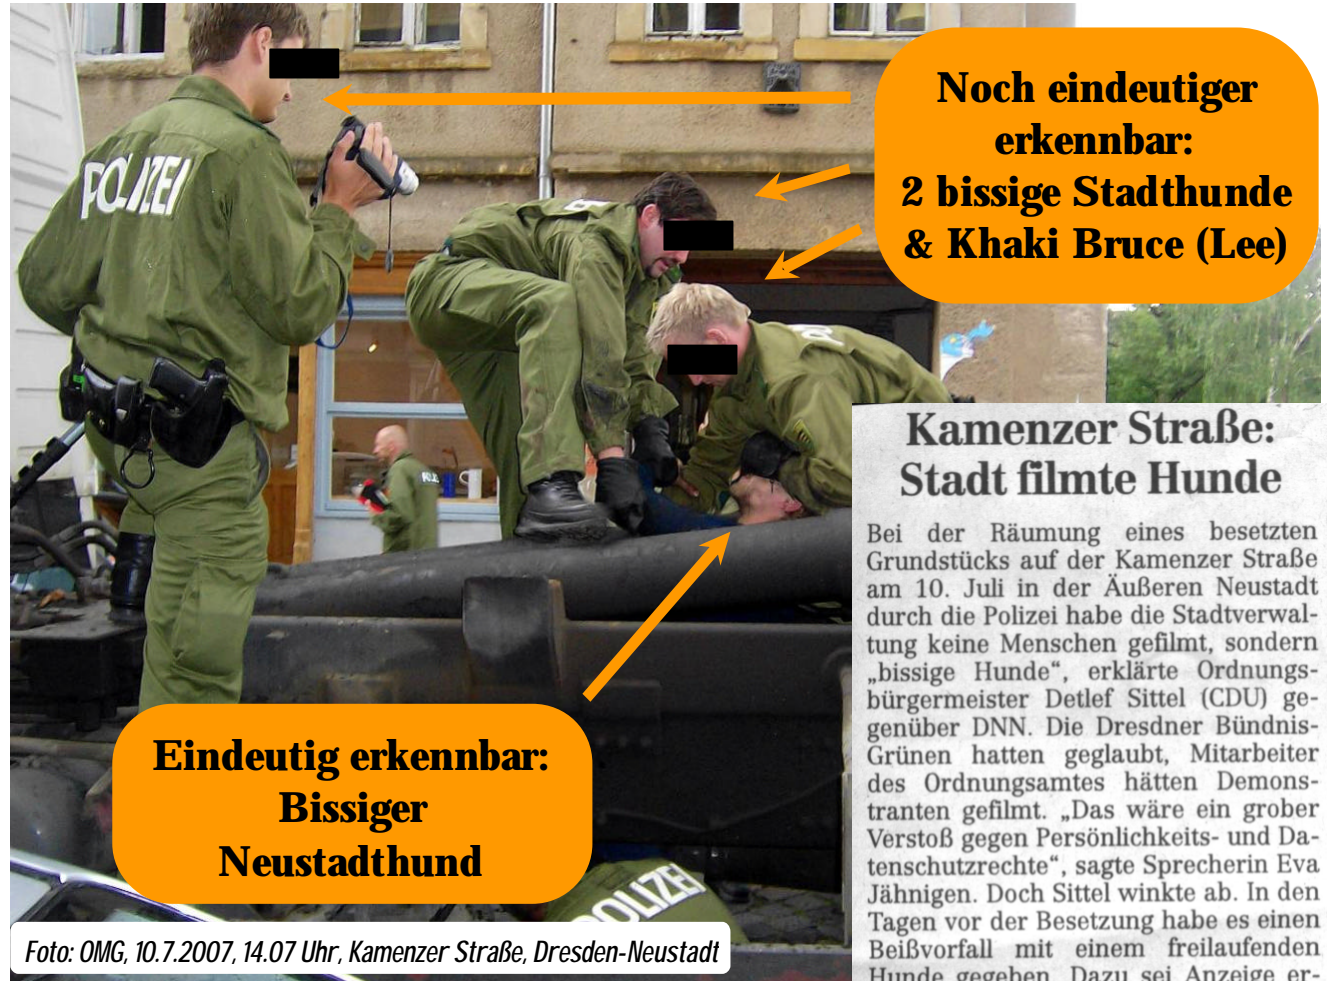 Noch eindeutiger
erkennbar:
2 bissige Stadthunde
& Khaki Bruce (Lee)
POLIZEI
Kamenzer Straße:
Stadt filmte Hunde
Bei der Räumung eines besetzten
Grundstücks auf der Kamenzer Straße
am 10. Juli in der Äußeren Neustadt
durch die Polizei habe die Stadtverwal-
tung keine Menschen gefilmt, sondern
„bissige Hunde“, erklärte Ordnungs-
bürgermeister Detlef Sittel (CDU) ge-
genüber DNN. Die Dresdner Bündnis-
Grünen hatten geglaubt, Mitarbeiter
des Ordnungsamtes hätten Demons-
tranten gefilmt. „Das wäre ein grober
Verstoß gegen Persönlichkeits- und Da-
tenschutzrechte“, sagte Sprecherin Eva
Jähnigen. Doch Sittel winkte ab. In den
Tagen vor der Besetzung habe es einen
Beißvorfall mit einem freilaufenden
Hunde gegeben. Dazu sei Anzeige er-
Eindeutig erkennbar:
Bissiger
Neustadthund
POLIZEI
Foto: OMG, 10.7.2007, 14.07 Uhr, Kamenzer Straße, Dresden-Neustadt